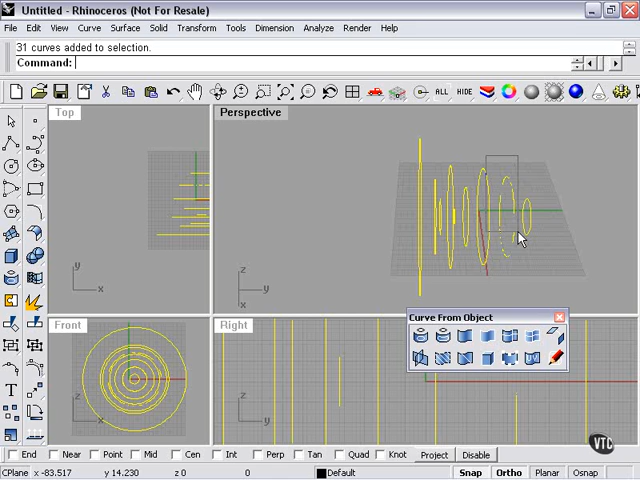 Untitled - Rhinoceros (Not For Resale)
File Edit View Curve Surface Solid Transform Tools Dimension Analyze Render Help
31 curves added to selection.
Command:
ALL HIDE
Top
Perspective
y
x
z
y
Curve From Object
Front
Right
z
x
z
y
T
VTC
End Near Point Mid Cen Int Perp Tan Quad Knot Project Disable
CPlane x -83.517 y 14.230 z 0 0 Default Snap Ortho Planar Osnap